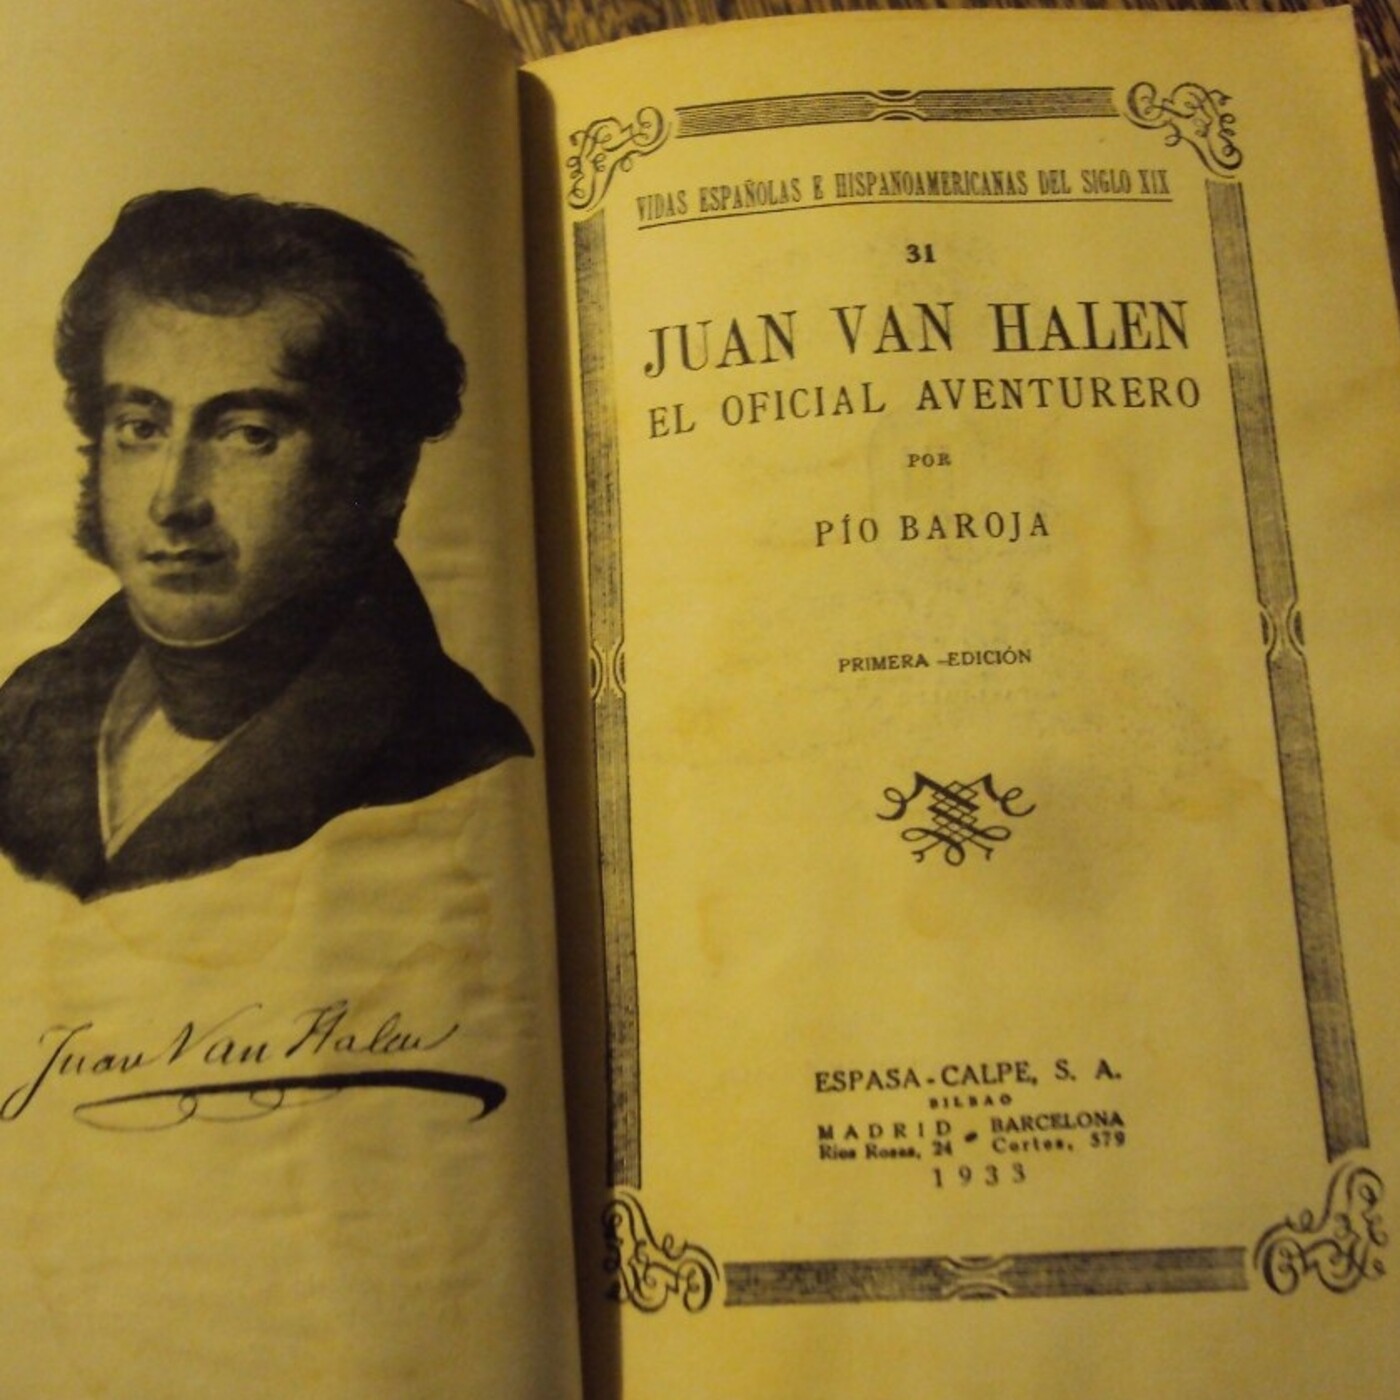 Juan Van Halen
VIDAS ESPAÑOLAS E HISPANOAMERICANAS DEL SIGLO XIX
31
JUAN VAN HALEN
EL OFICIAL AVENTURERO
POR
PÍO BAROJA
PRIMERA -EDICIÓN
ESPASA-CALPE, S. A.
BILBAO
MADRID - BARCELONA
Ríos Rosas, 24 Cortes, 579
1933